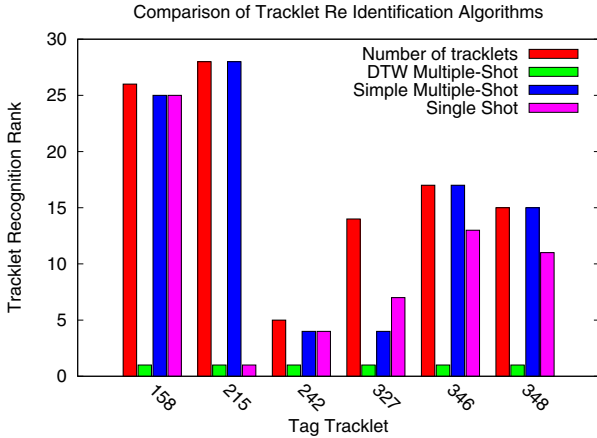 Comparison of Tracklet Re Identification Algorithms
Number of tracklets
DTW Multiple-Shot
Simple Multiple-Shot
Single Shot
Tracklet Recognition Rank
30
25
20
15
10
5
0
158 215 242 327 346 348
Tag Tracklet